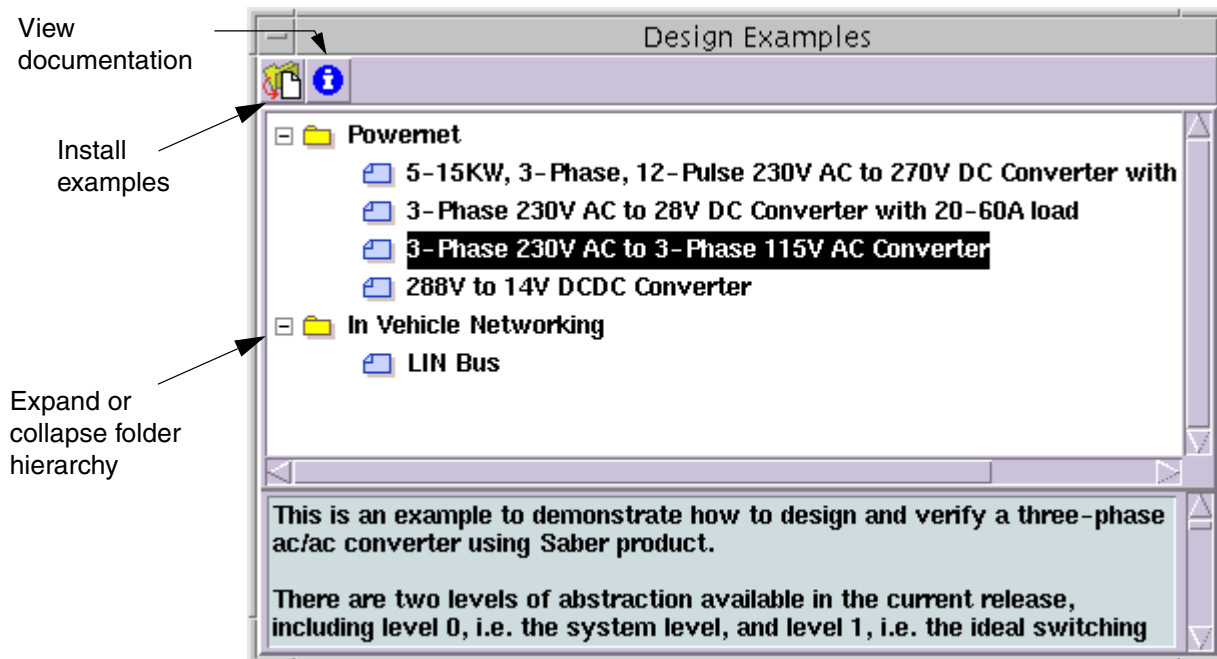 View
documentation
Design Examples
Install
examples
Powernet
5-15KW, 3-Phase, 12-Pulse 230V AC to 270V DC Converter with
3-Phase 230V AC to 28V DC Converter with 20-60A load
3-Phase 230V AC to 3-Phase 115V AC Converter
288V to 14V DCDC Converter
In Vehicle Networking
LIN Bus
Expand or
collapse folder
hierarchy
This is an example to demonstrate how to design and verify a three-phase
ac/ac converter using Saber product.
There are two levels of abstraction available in the current release,
including level 0, i.e. the system level, and level 1, i.e. the ideal switching